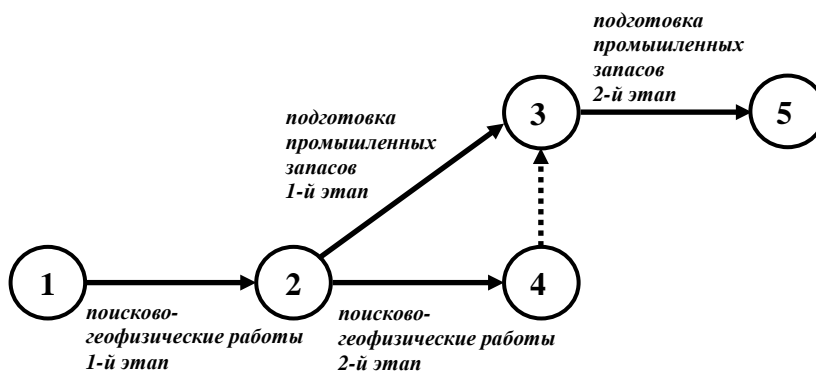 подготовка
промышленных
запасов
2-й этап
3
5
подготовка
промышленных
запасов
1-й этап
1
2
4
поисково-
геофизические работы
1-й этап
поисково-
геофизические работы
2-й этап